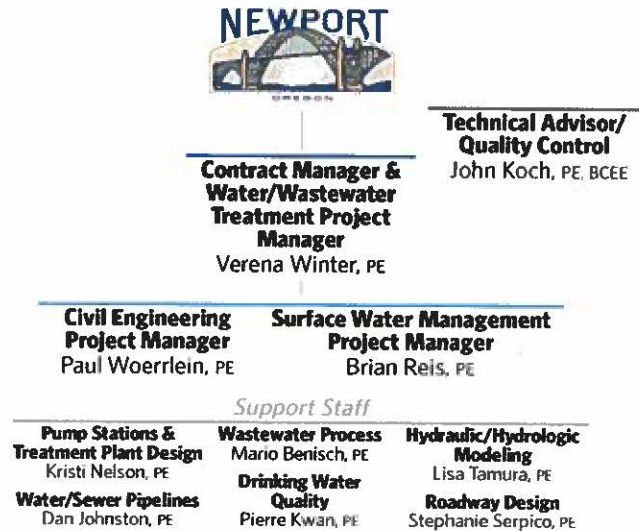 NEWPORT
OREGON
Technical Advisor/
Quality Control
John Koch, PE, BCEE
Contract Manager &
Water/Wastewater
Treatment Project
Manager
Verena Winter, PE
Civil Engineering
Project Manager
Paul Woerrlein, PE
Surface Water Management
Project Manager
Brian Reis, PE
Support Staff
Pump Stations &
Treatment Plant Design
Kristi Nelson, PE
Water/Sewer Pipelines
Dan Johnston, PE
Wastewater Process
Mario Benisch, PE
Drinking Water
Quality
Pierre Kwan, PE
Hydraulic/Hydrologic
Modeling
Lisa Tamura, PE
Roadway Design
Stephanie Serpico, PE